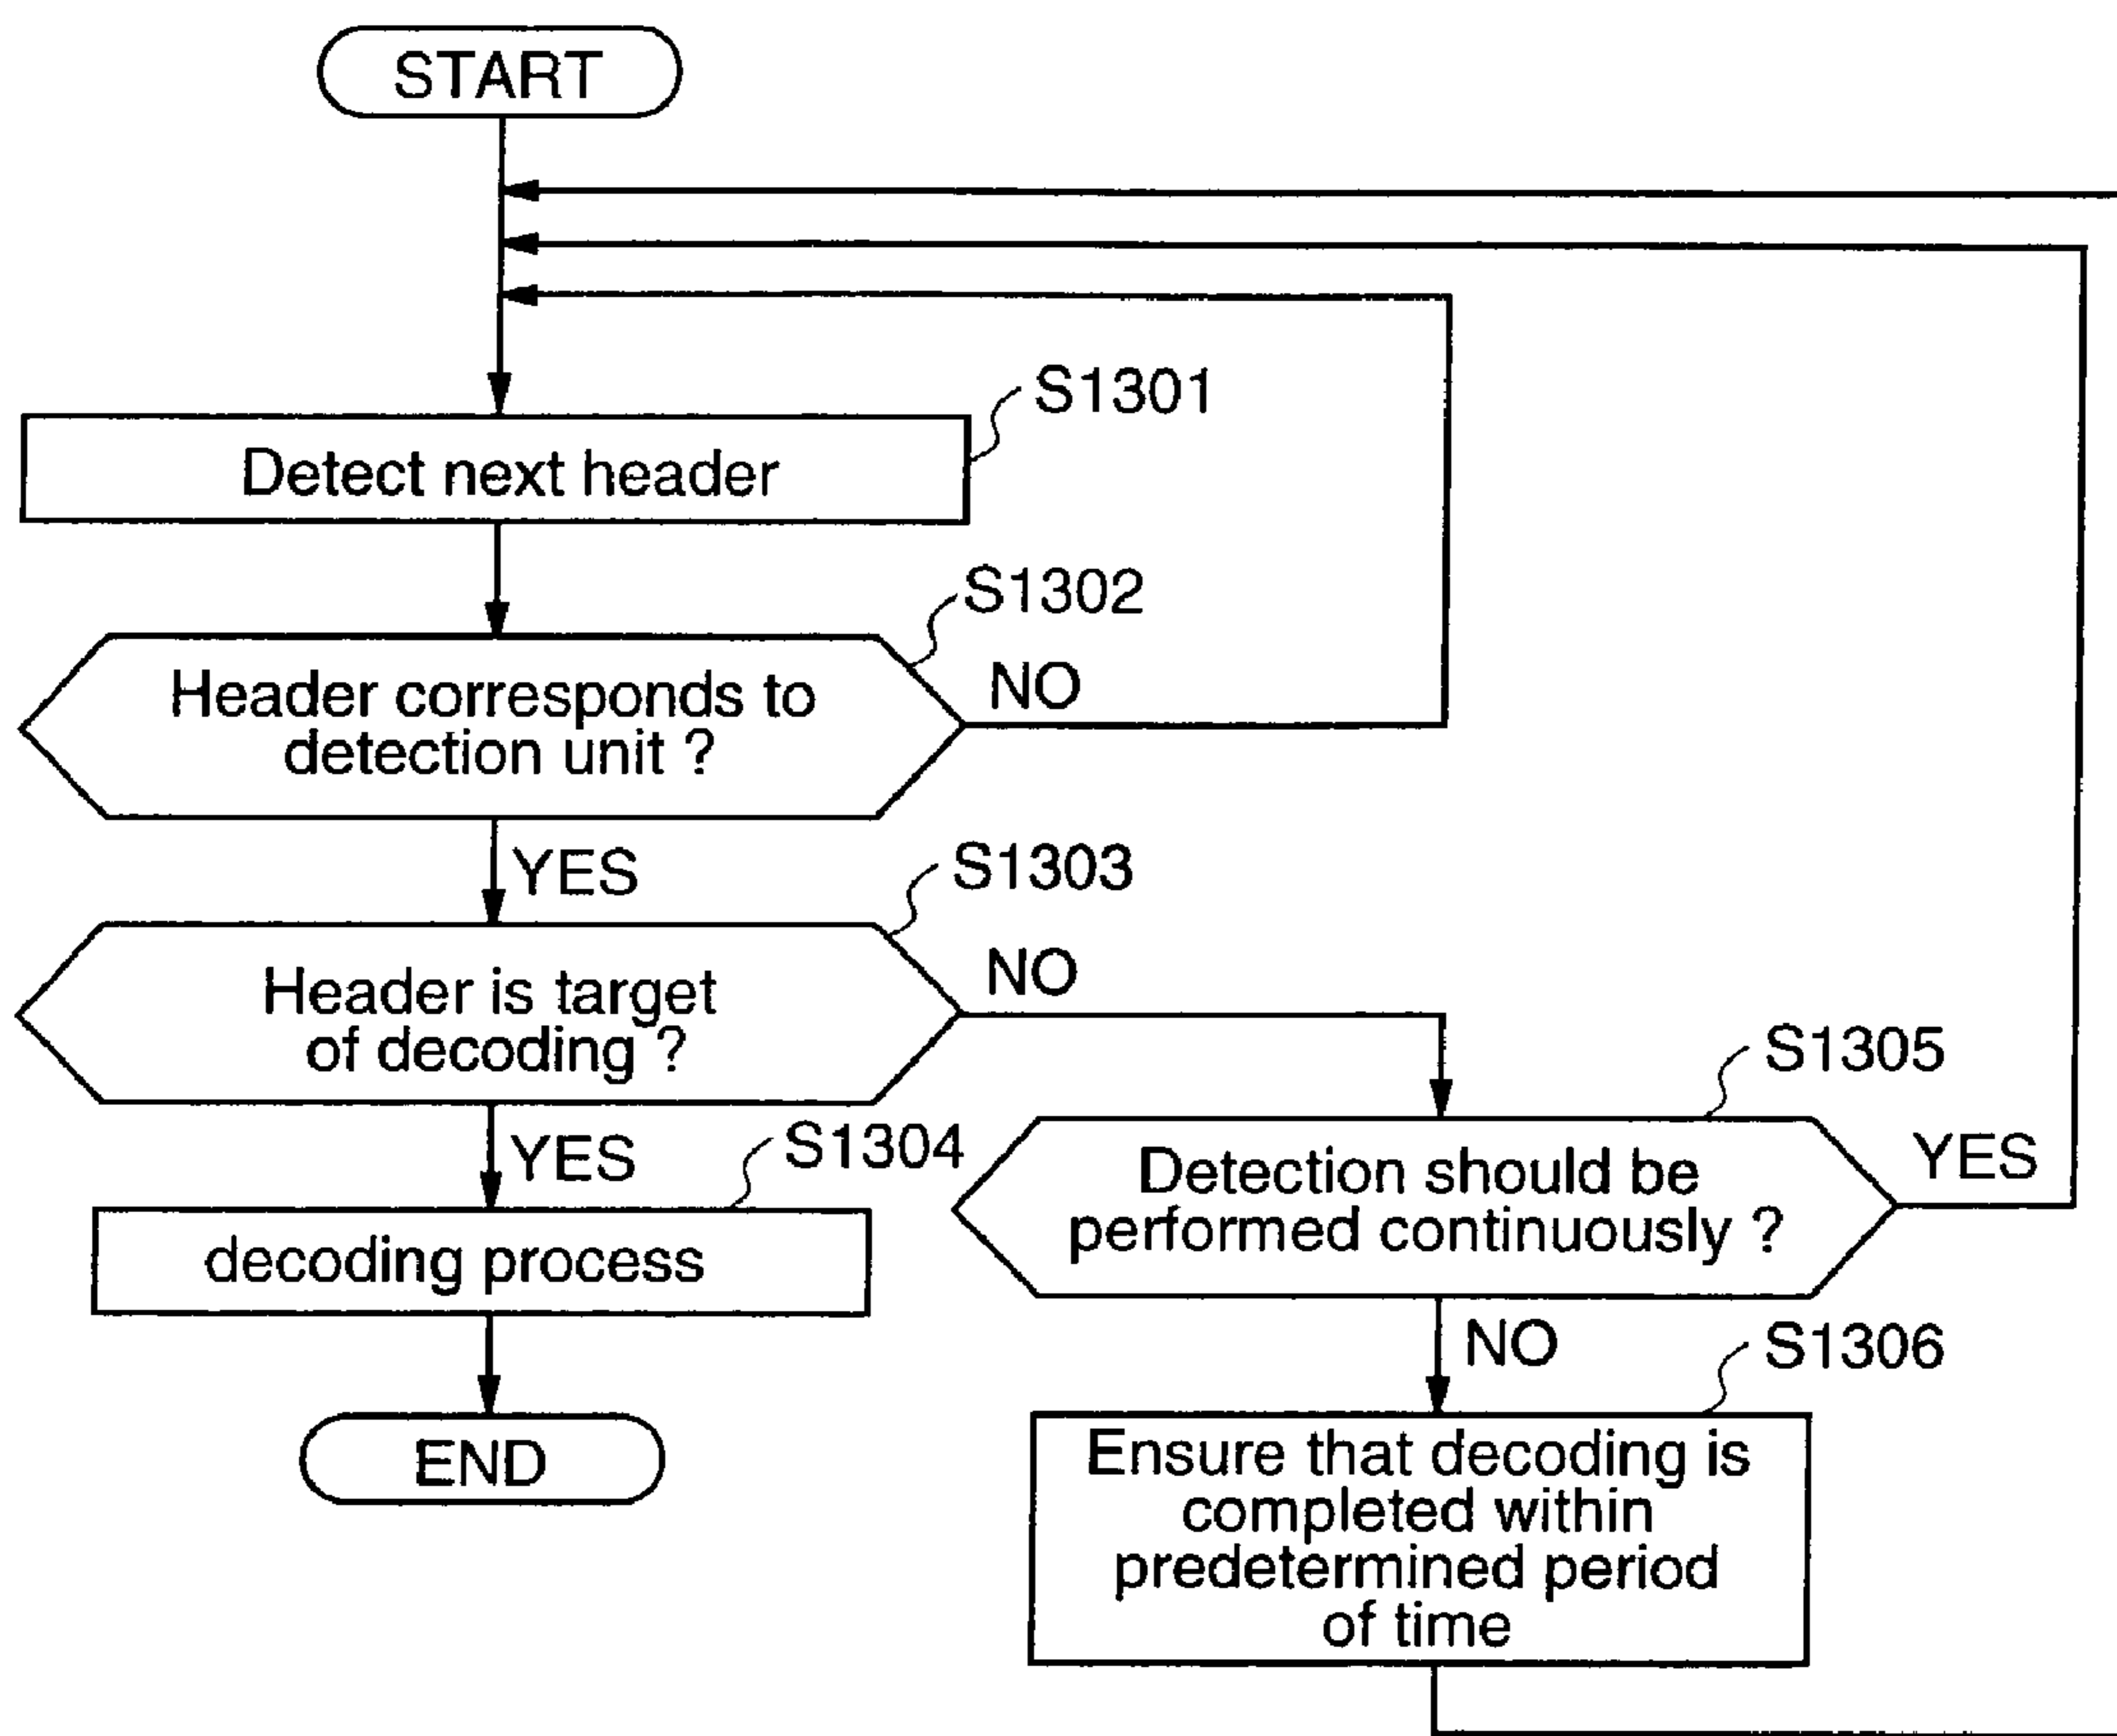 START
S1301
Detect next header
S1302
Header corresponds to
detection unit ?
NO
YES
S1303
Header is target
of decoding ?
NO
YES
S1304
decoding process
END
S1305
Detection should be
performed continuously ?
YES
NO
S1306
Ensure that decoding is
completed within
predetermined period
of time